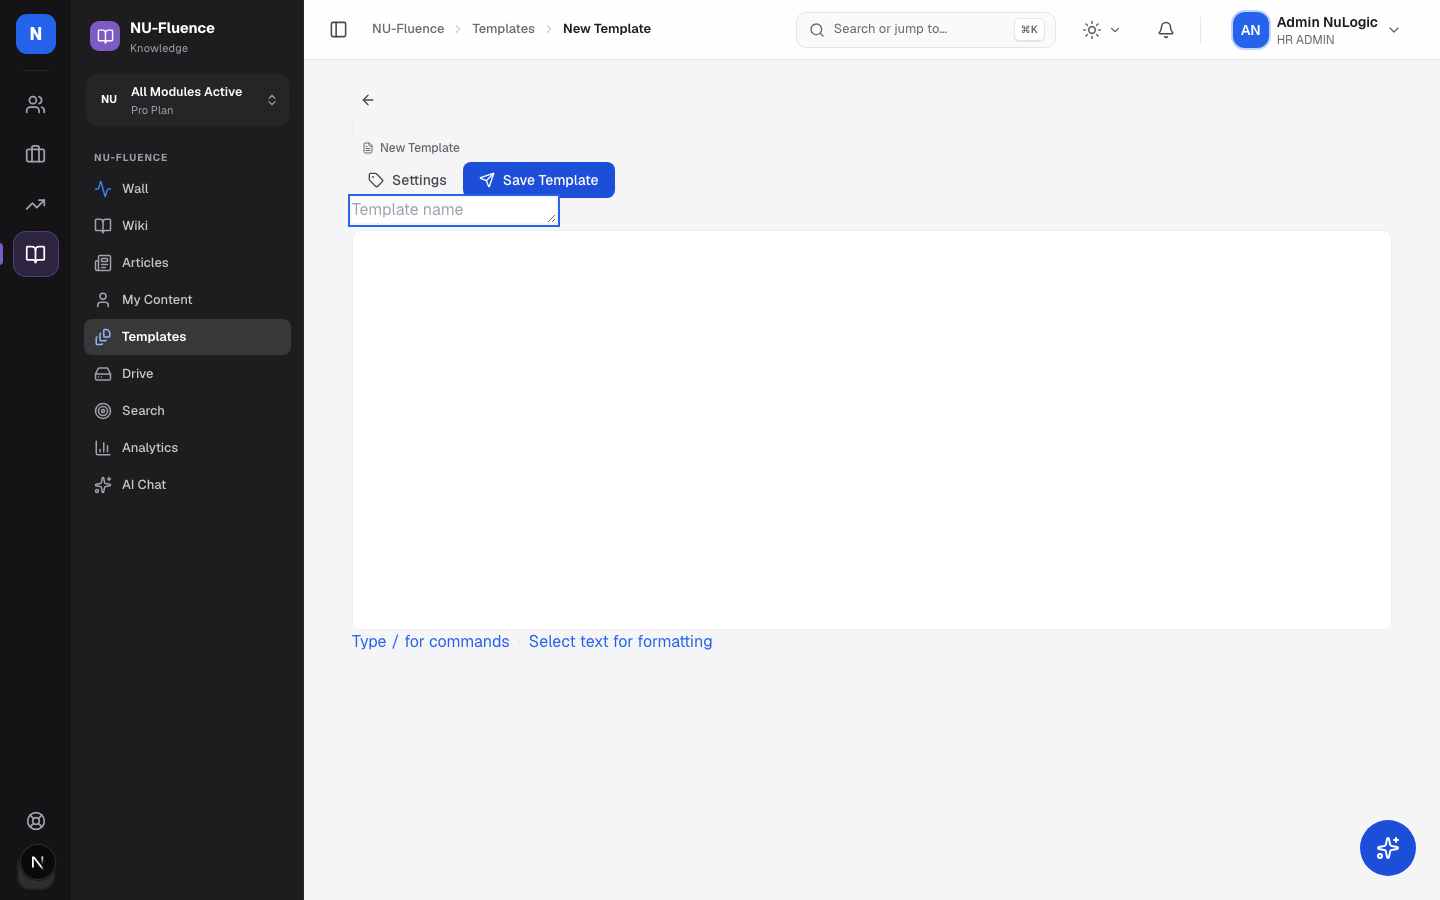 N
NU-Fluence
Knowledge
NU
All Modules Active
Pro Plan
NU-FLUENCE
Wall
Wiki
Articles
My Content
Templates
Drive
Search
Analytics
AI Chat
N
NU-Fluence
Templates
New Template
Search or jump to...
⌘K
AN
Admin NuLogic
HR ADMIN
New Template
Settings
Save Template
Template name
Type / for commands · Select text for formatting